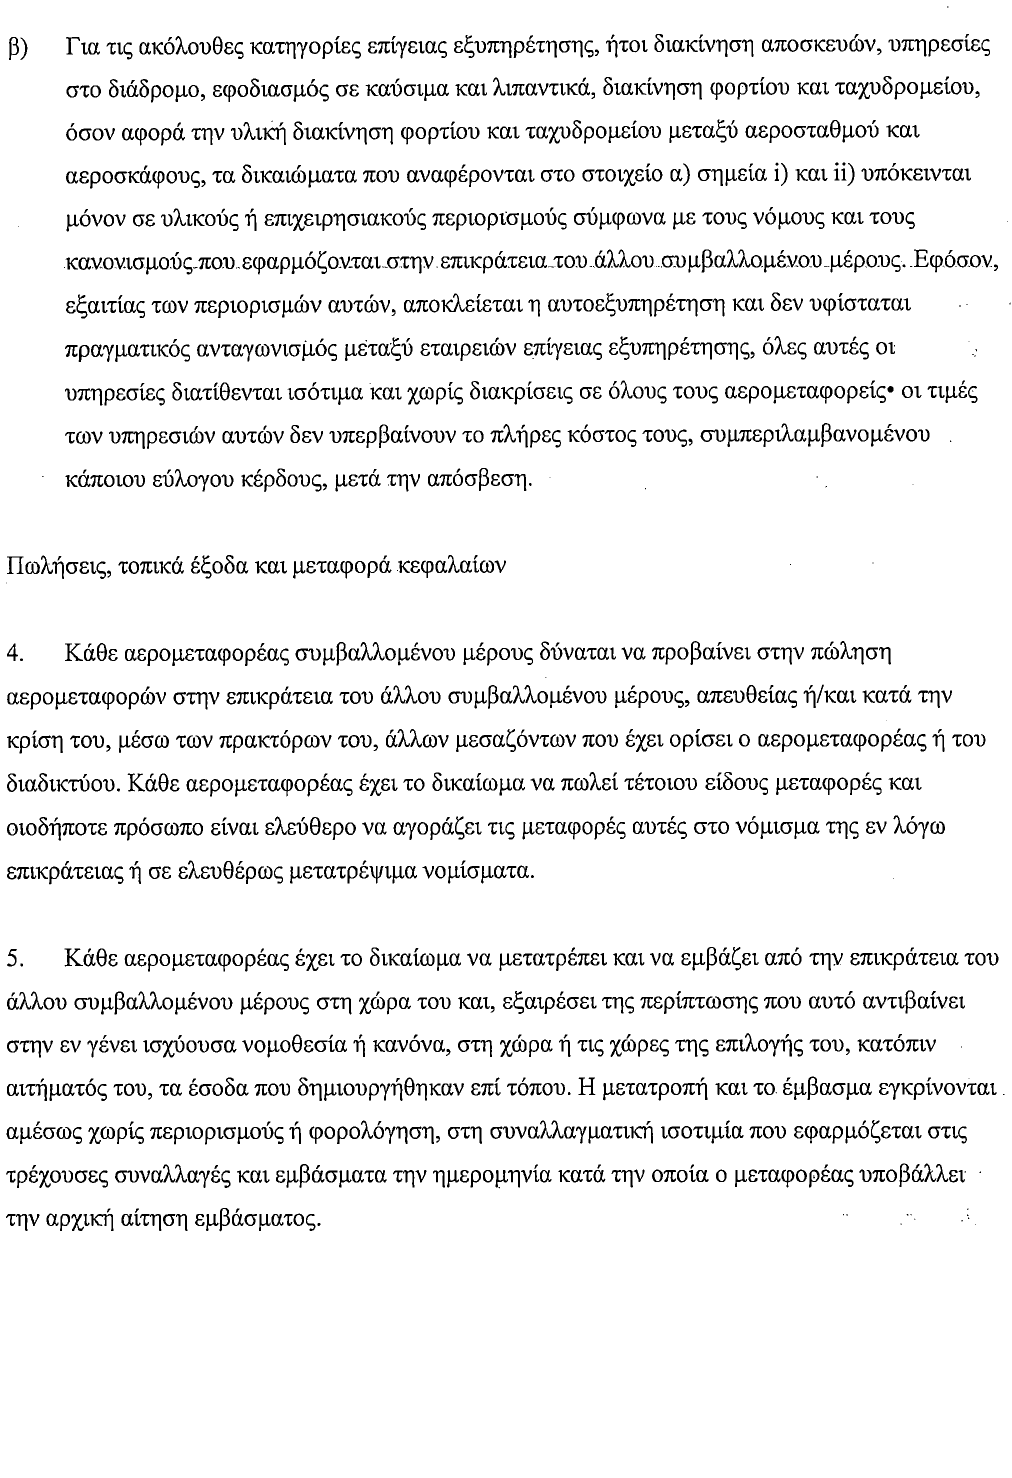 β) Για τις ακόλουθες κατηγορίες επίγειας εξυπηρέτησης, ήτοι διακίνηση αποσκευών, υπηρεσίες
στο διάδρομο, εφοδιασμός σε καύσιμα και λιπαντικά, διακίνηση φορτίου και ταχυδρομείου,
όσον αφορά την υλική διακίνηση φορτίου και ταχυδρομείου μεταξύ αεροσταθμού και
αεροσκάφους, τα δικαιώματα που αναφέρονται στο στοιχείο α) σημεία i) και ii) υπόκεινται
μόνον σε υλικούς ή επιχειρησιακούς περιορισμούς σύμφωνα με τους νόμους και τους
κανονισμούς που εφαρμόζονται στην επικράτεια του άλλου συμβαλλομένου μέρους. Εφόσον,
εξαιτίας των περιορισμών αυτών, αποκλείεται η αυτοεξυπηρέτηση και δεν υφίσταται
πραγματικός ανταγωνισμός μεταξύ εταιρειών επίγειας εξυπηρέτησης, όλες αυτές οι
υπηρεσίες διατίθενται ισότιμα και χωρίς διακρίσεις σε όλους τους αερομεταφορείς• οι τιμές
των υπηρεσιών αυτών δεν υπερβαίνουν το πλήρες κόστος τους, συμπεριλαμβανομένου
κάποιου εύλογου κέρδους, μετά την απόσβεση.
Πωλήσεις, τοπικά έξοδα και μεταφορά κεφαλαίων
4. Κάθε αερομεταφορέας συμβαλλομένου μέρους δύναται να προβαίνει στην πώληση
αερομεταφορών στην επικράτεια του άλλου συμβαλλομένου μέρους, απευθείας ή/και κατά την
κρίση του, μέσω των πρακτόρων του, άλλων μεσαζόντων που έχει ορίσει ο αερομεταφορέας ή του
διαδικτύου. Κάθε αερομεταφορέας έχει το δικαίωμα να πωλεί τέτοιου είδους μεταφορές και
οιοδήποτε πρόσωπο είναι ελεύθερο να αγοράζει τις μεταφορές αυτές στο νόμισμα της εν λόγω
επικράτειας ή σε ελευθέρως μετατρέψιμα νομίσματα.
5. Κάθε αερομεταφορέας έχει το δικαίωμα να μετατρέπει και να εμβάζει από την επικράτεια του
άλλου συμβαλλομένου μέρους στη χώρα του και, εξαιρέσει της περίπτωσης που αυτό αντιβαίνει
στην εν γένει ισχύουσα νομοθεσία ή κανόνα, στη χώρα ή τις χώρες της επιλογής του, κατόπιν
αιτήματός του, τα έσοδα που δημιουργήθηκαν επί τόπου. Η μετατροπή και το έμβασμα εγκρίνονται
αμέσως χωρίς περιορισμούς ή φορολόγηση, στη συναλλαγματική ισοτιμία που εφαρμόζεται στις
τρέχουσες συναλλαγές και εμβάσματα την ημερομηνία κατά την οποία ο μεταφορέας υποβάλλει
την αρχική αίτηση εμβάσματος.